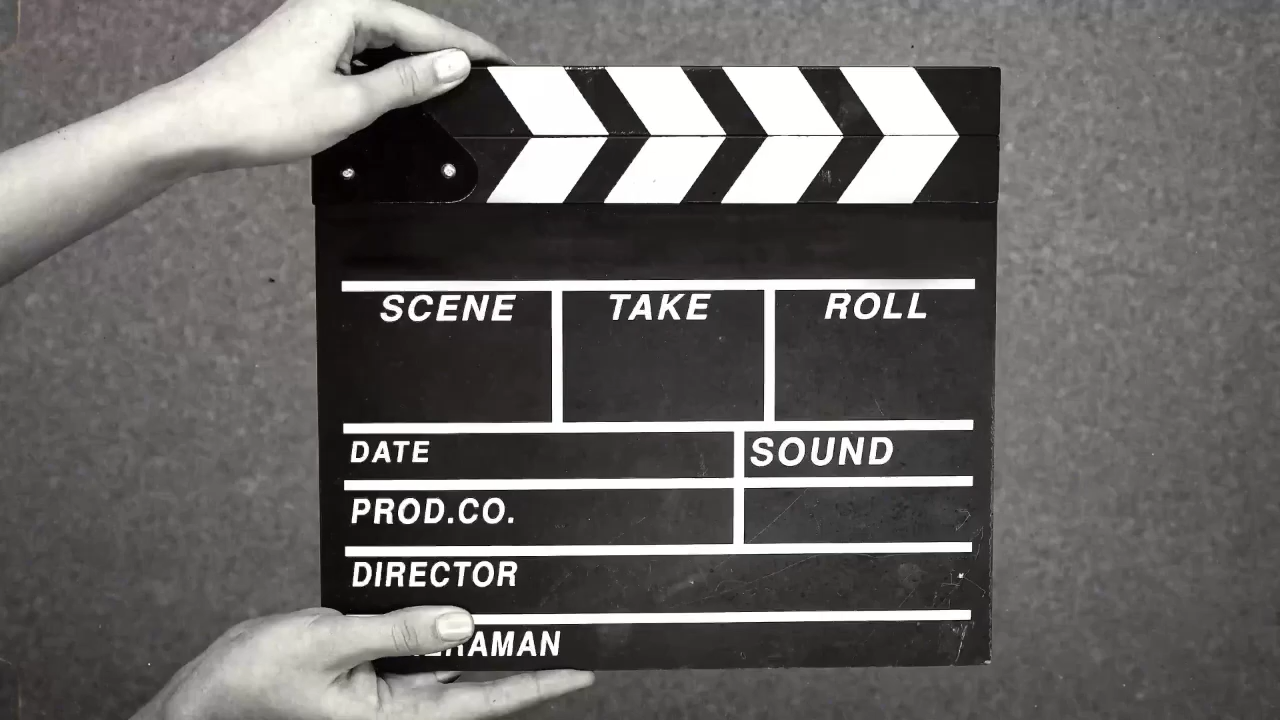 SCENE TAKE ROLL
DATE SOUND
PROD.CO.
DIRECTOR